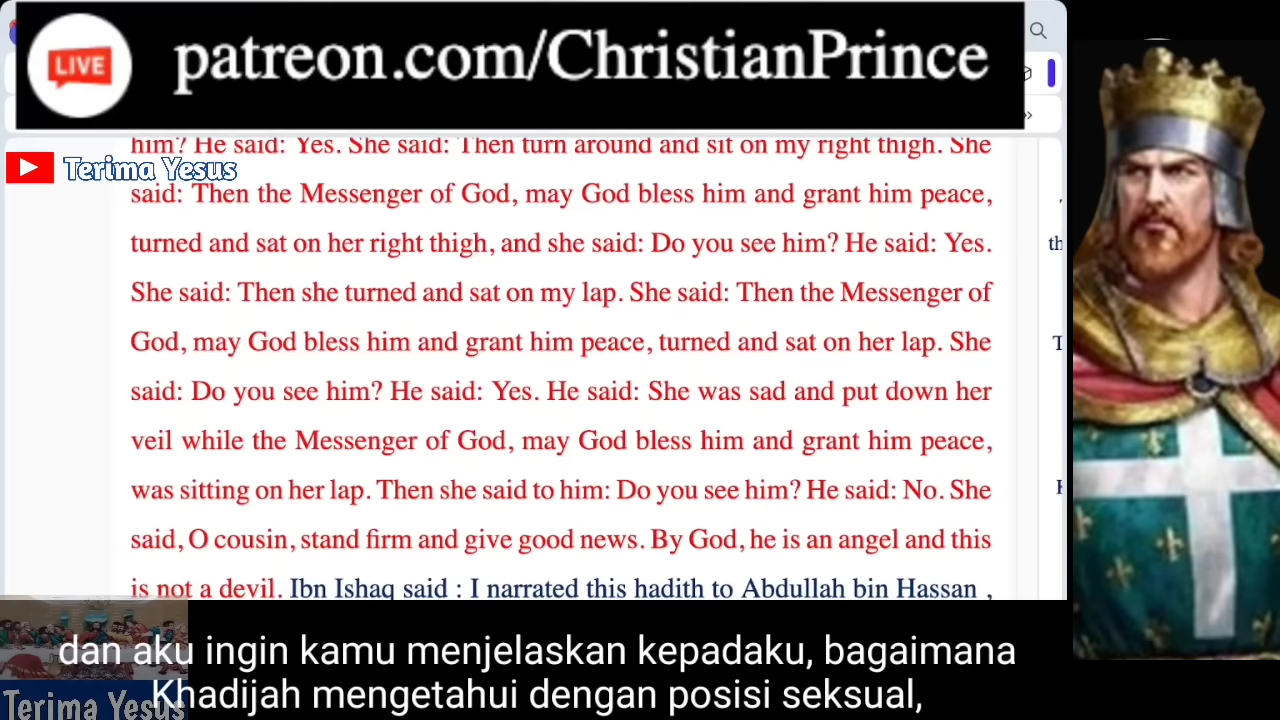 LIVE
patreon.com/ChristianPrince
him? He said: Yes. She said: Then turn around and sit on my right thigh. She
Terima Yesus
said: Then the Messenger of God, may God bless him and grant him peace,
turned and sat on her right thigh, and she said: Do you see him? He said: Yes.
th
She said: Then she turned and sat on my lap. She said: Then the Messenger of
God, may God bless him and grant him peace, turned and sat on her lap. She
said: Do you see him? He said: Yes. He said: She was sad and put down her
veil while the Messenger of God, may God bless him and grant him peace,
was sitting on her lap. Then she said to him: Do you see him? He said: No. She
said, O cousin, stand firm and give good news. By God, he is an angel and this
is not a devil. Ibn Ishaq said : I narrated this hadith to Abdullah bin Hassan ,
dan aku ingin kamu menjelaskan kepadaku, bagaimana
Khadijah mengetahui dengan posisi seksual,
Terima Yesus